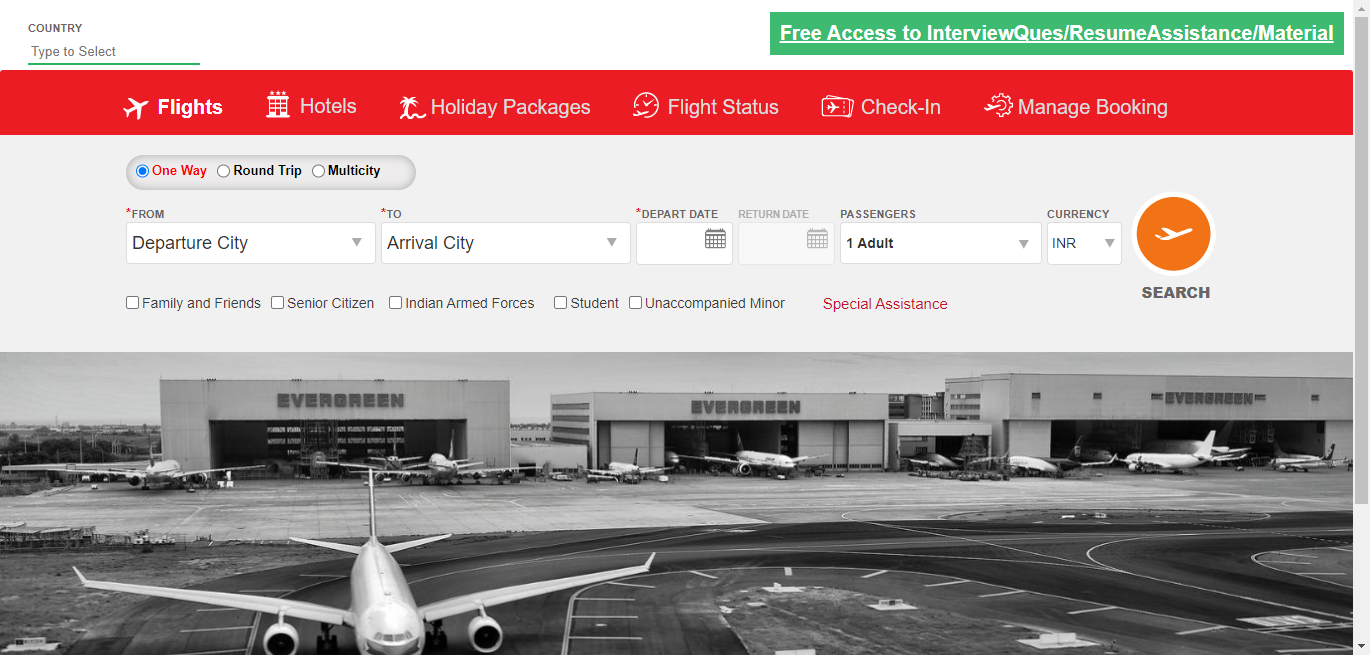 COUNTRY
Type to Select
Free Access to InterviewQues/ResumeAssistance/Material
Flights Hotels Holiday Packages Flight Status Check-In Manage Booking
One Way Round Trip Multicity
*FROM *TO *DEPART DATE RETURN DATE PASSENGERS CURRENCY
Departure City Arrival City 1 Adult INR
SEARCH
Family and Friends Senior Citizen Indian Armed Forces Student Unaccompanied Minor Special Assistance
EVERGREEN
EVERGREEN
EVERGREEN